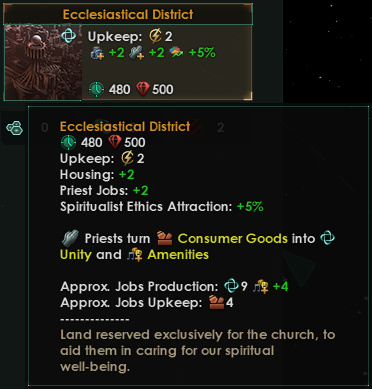 Ecclesiastical District
Upkeep: 2
+2 +2 +5%
480 500
0 2
Ecclesiastical District
480 500
Upkeep: 2
Housing: +2
Priest Jobs: +2
Spiritualist Ethics Attraction: +5%
Priests turn Consumer Goods into
Unity and Amenities
Approx. Jobs Production: 9 +4
Approx. Jobs Upkeep: 4
--------------
Land reserved exclusively for the church, to
aid them in caring for our spiritual
well-being.